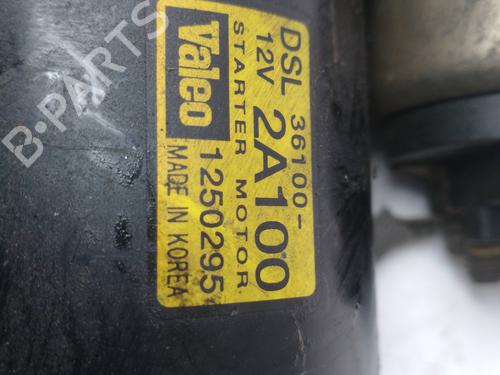 DSL 36100-
12V 2A100
STARTER MOTOR
Valeo 1250295
MADE IN KOREA
B-PARTS